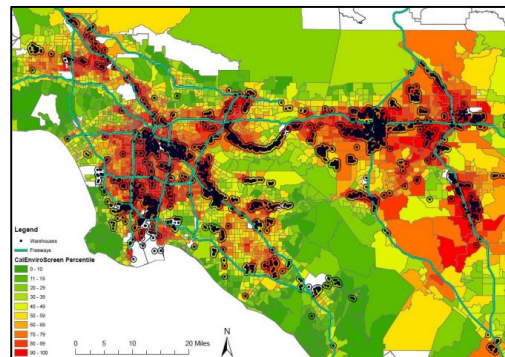 Legend
Warehouses
Freeways
CalEnviroScreen Percentile
0 - 10
11 - 19
20 - 29
30 - 39
40 - 49
50 - 59
60 - 69
70 - 79
80 - 89
90 - 100
0 5 10 20 Miles
N